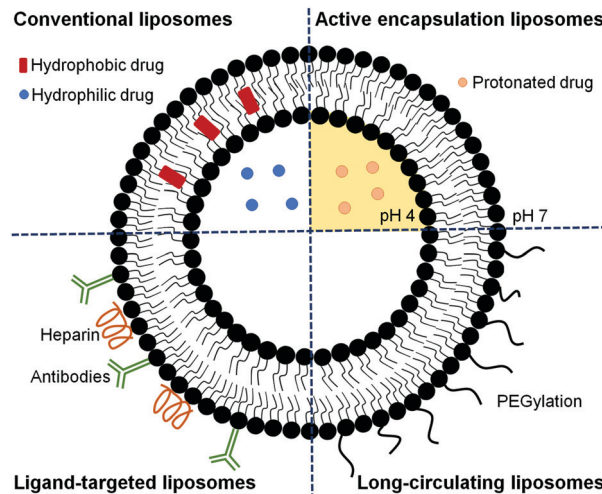 Conventional liposomes
Active encapsulation liposomes
Hydrophobic drug
Hydrophilic drug
Protonated drug
pH 4
pH 7
Heparin
Antibodies
PEGylation
Ligand-targeted liposomes
Long-circulating liposomes